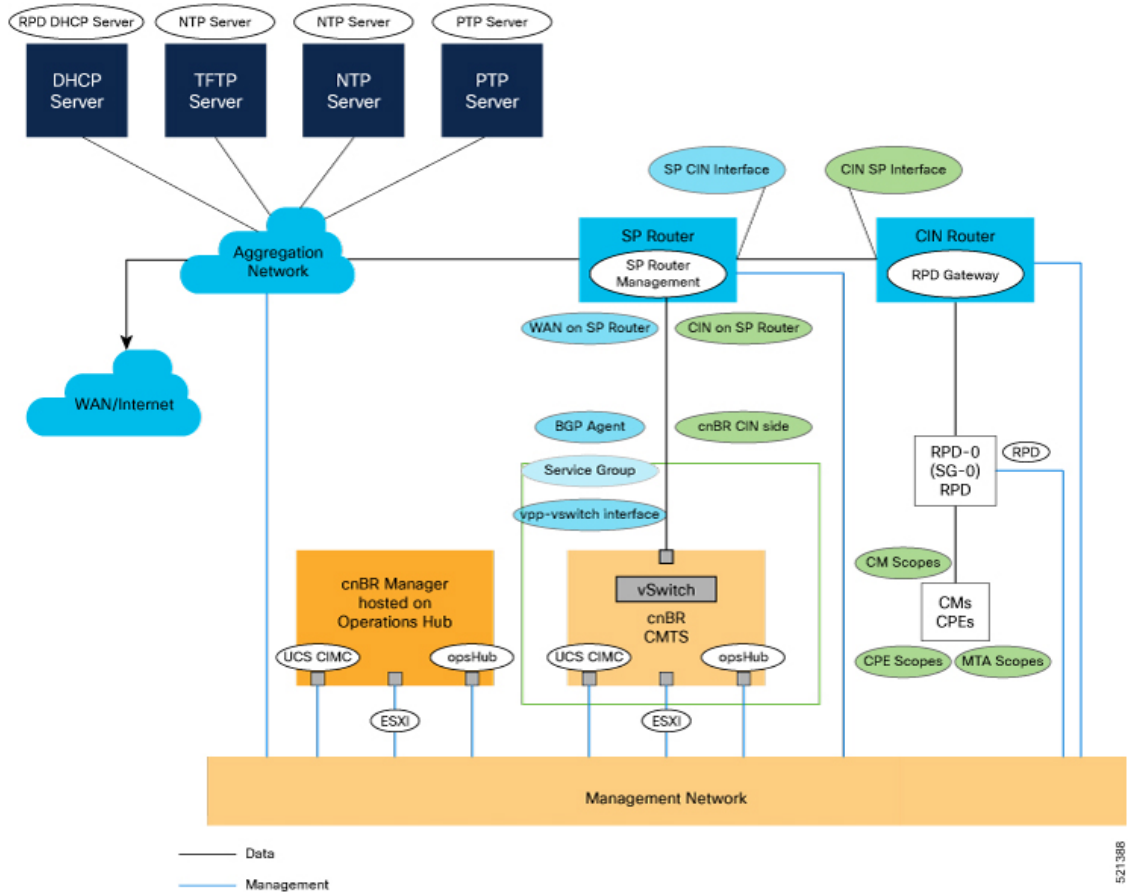 RPD DHCP Server
NTP Server
NTP Server
PTP Server
DHCP
Server
TFTP
Server
NTP
Server
PTP
Server
SP CIN Interface
CIN SP Interface
Aggregation
Network
SP Router
SP Router
Management
CIN Router
RPD Gateway
WAN on SP Router
CIN on SP Router
WAN/Internet
BGP Agent
cnBR CIN side
Service Group
vpp-vswitch interface
RPD-0
(SG-0)
RPD
RPD
CM Scopes
CMs
CPEs
CPE Scopes
MTA Scopes
cnBR Manager
hosted on
Operations Hub
UCS CIMC
opsHub
ESXI
vSwitch
cnBR
CMTS
UCS CIMC
opsHub
ESXI
Management Network
Data
Management
521388